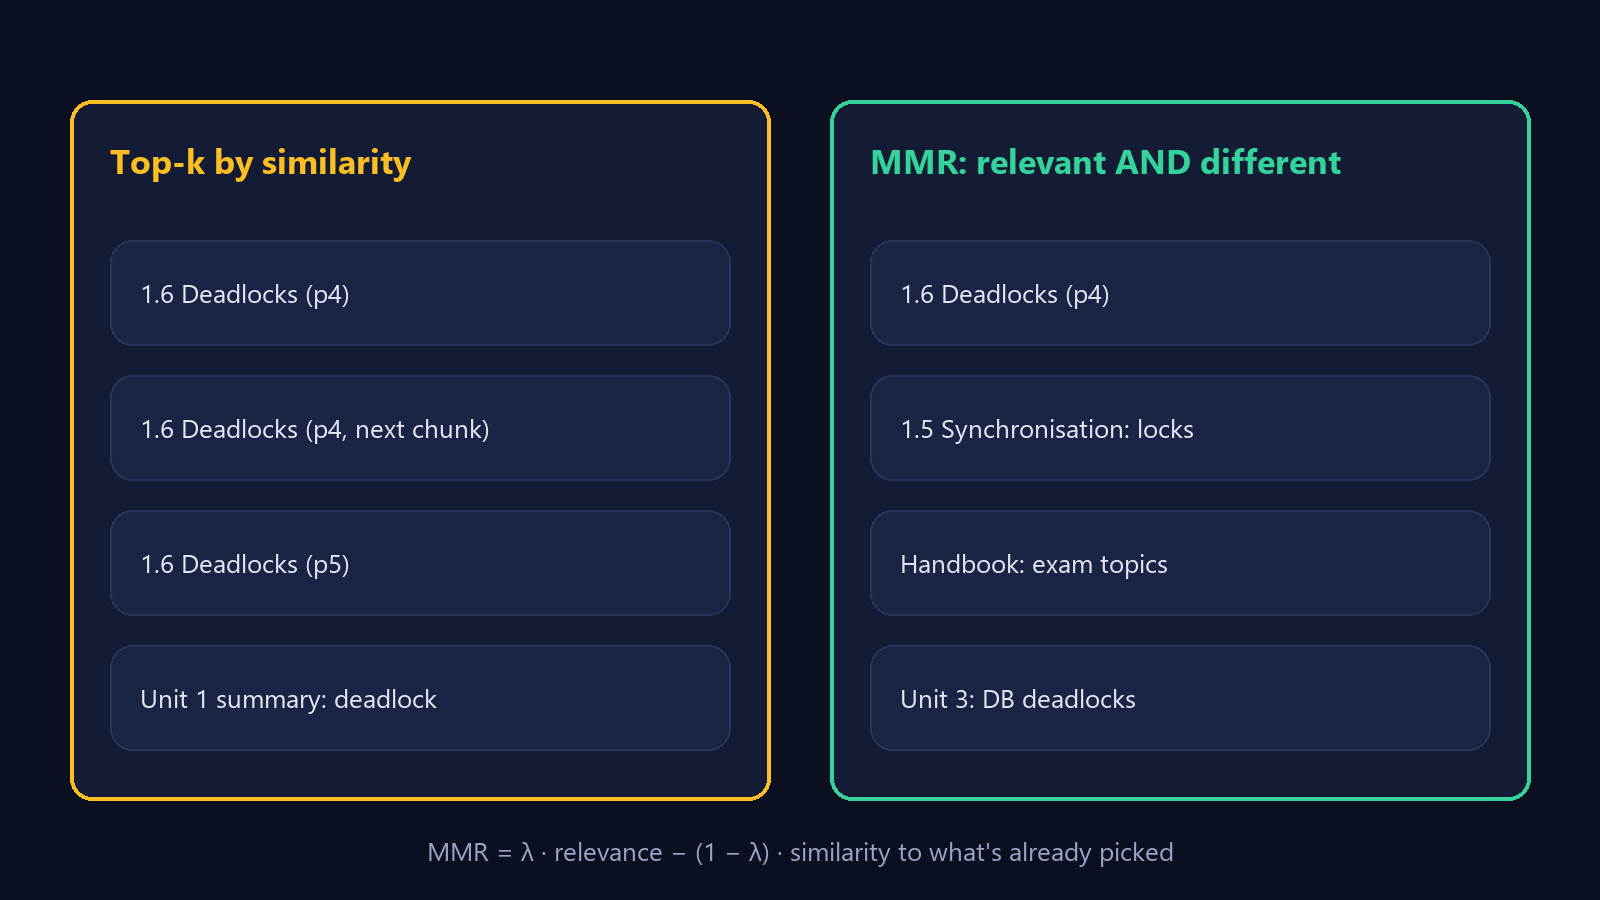 Top-k by similarity
1.6 Deadlocks (p4)
1.6 Deadlocks (p4, next chunk)
1.6 Deadlocks (p5)
Unit 1 summary: deadlock
MMR: relevant AND different
1.6 Deadlocks (p4)
1.5 Synchronisation: locks
Handbook: exam topics
Unit 3: DB deadlocks
MMR = λ · relevance − (1 − λ) · similarity to what's already picked